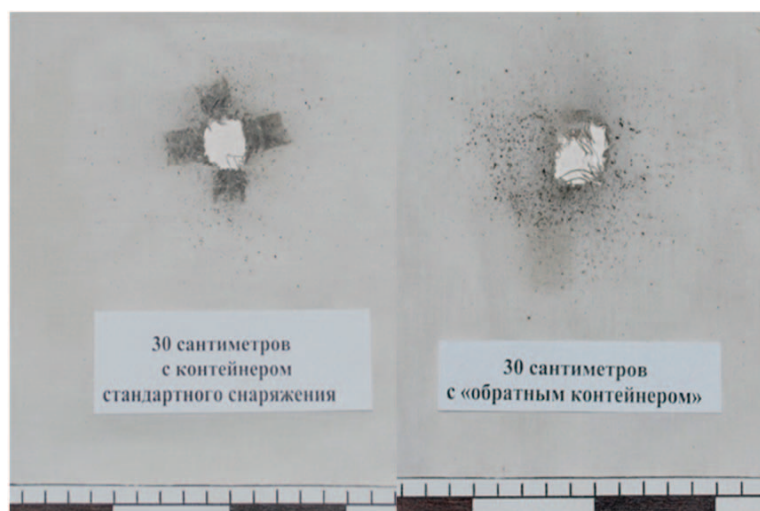 30 сантиметров
с контейнером
стандартного снаряжения
30 сантиметров
с «обратным контейнером»